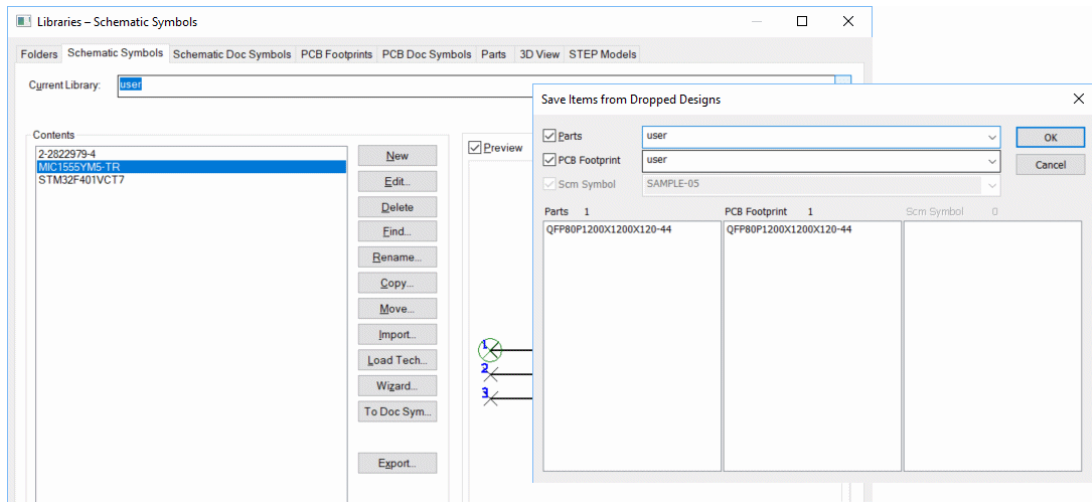 Libraries – Schematic Symbols
Folders Schematic Symbols Schematic Doc Symbols PCB Footprints PCB Doc Symbols Parts 3D View STEP Models
Current Library: user
Contents
2-2822979-4
MIC1555YM5-TR
STM32F401VCT7
New
Edit...
Delete
Find...
Rename...
Copy...
Move...
Import...
Load Tech...
Wizard...
To Doc Sym...
Export...
Preview
1
2
3
Save Items from Dropped Designs
Parts user
PCB Footprint user
Scm Symbol SAMPLE-05
OK
Cancel
Parts 1 PCB Footprint 1 Scm Symbol 0
QFP80P1200X1200X120-44 QFP80P1200X1200X120-44